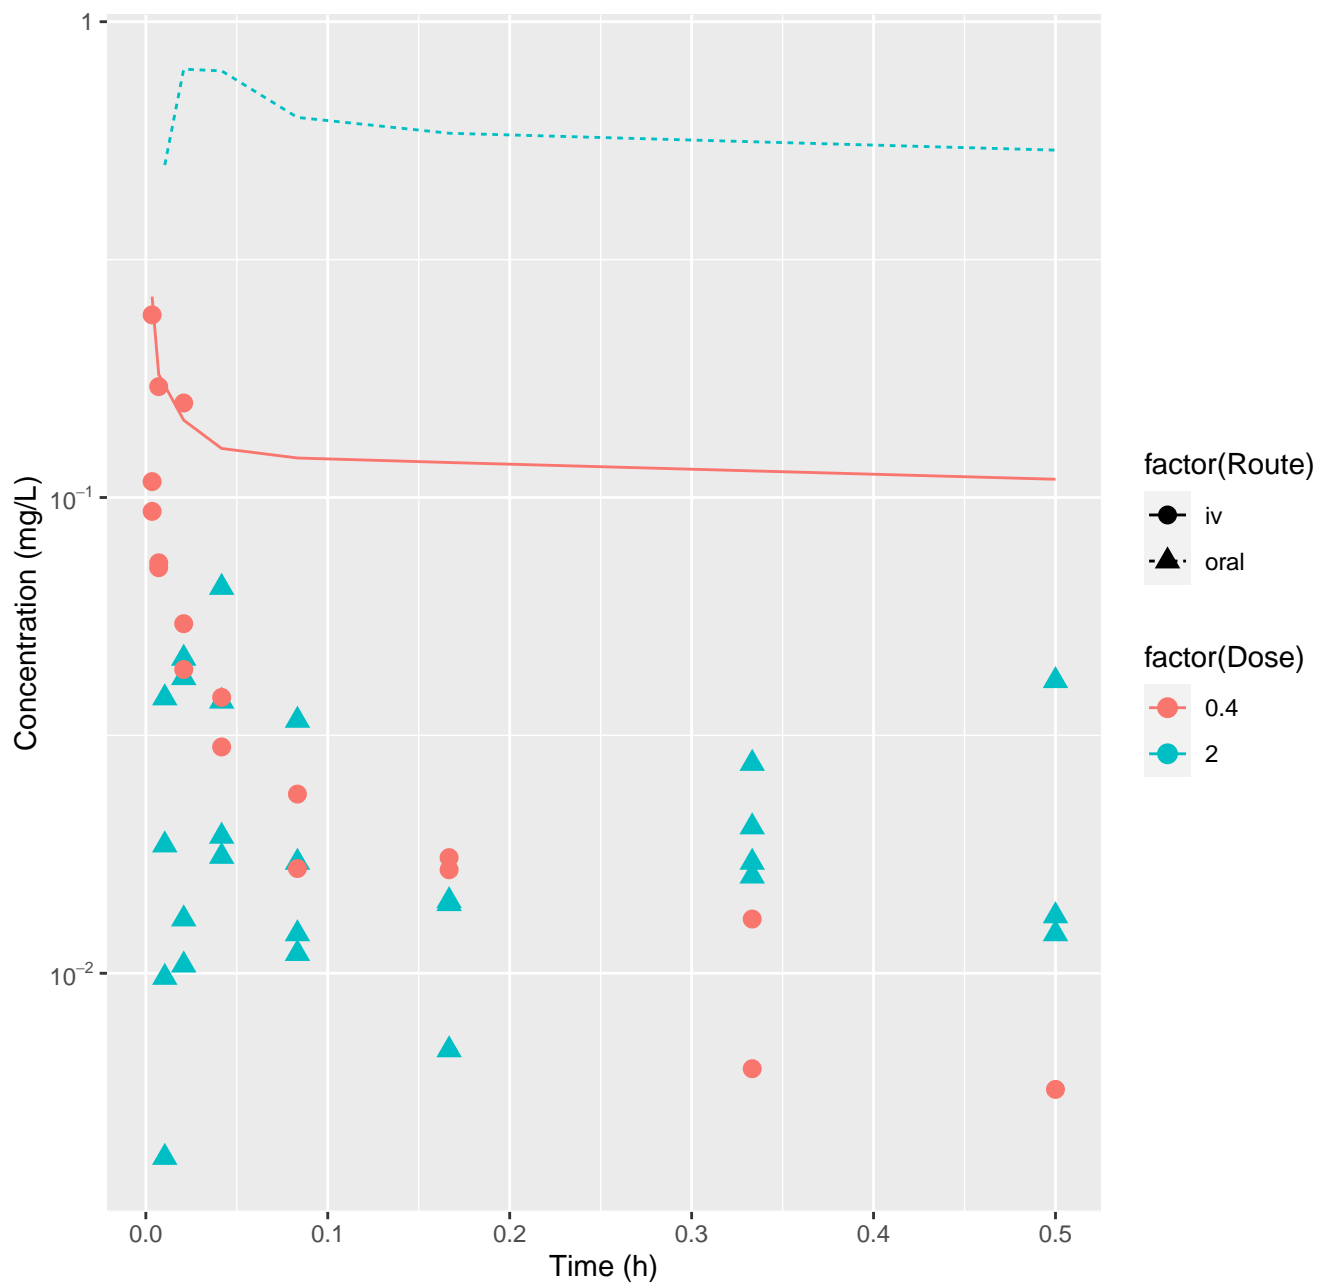 1
10⁻¹
10⁻²
Concentration (mg/L)
0.0 0.1 0.2 0.3 0.4 0.5
Time (h)
factor(Route)
iv
oral
factor(Dose)
0.4
2